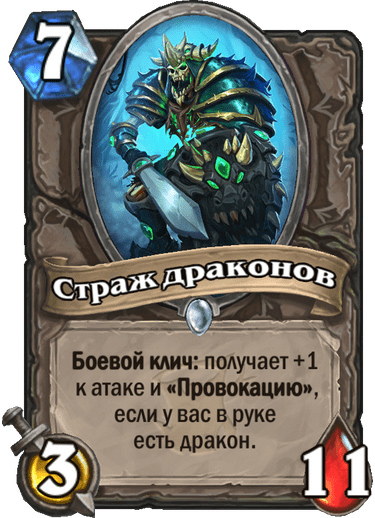 7
Страж драконов
Боевой клич: получает +1
к атаке и «Провокацию»,
если у вас в руке
есть дракон.
3
11